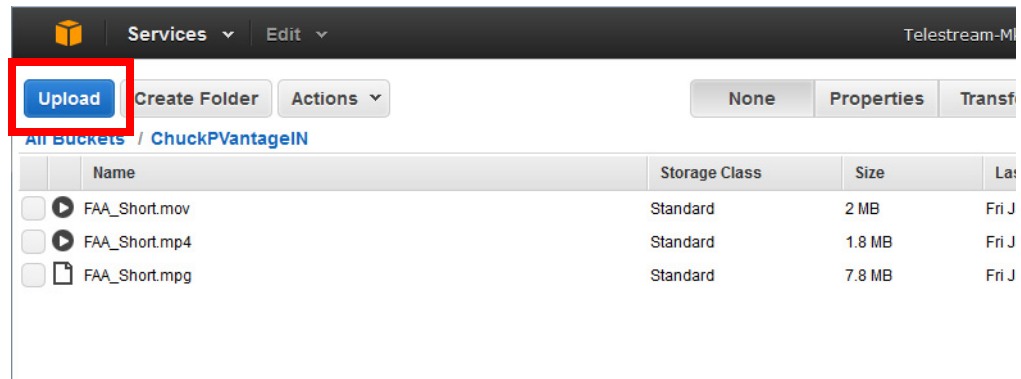 Services Edit Telestream-M
Upload Create Folder Actions None Properties Transf
All Buckets / ChuckPVantageIN
Name Storage Class Size Las
FAA_Short.mov Standard 2 MB Fri J
FAA_Short.mp4 Standard 1.8 MB Fri J
FAA_Short.mpg Standard 7.8 MB Fri J